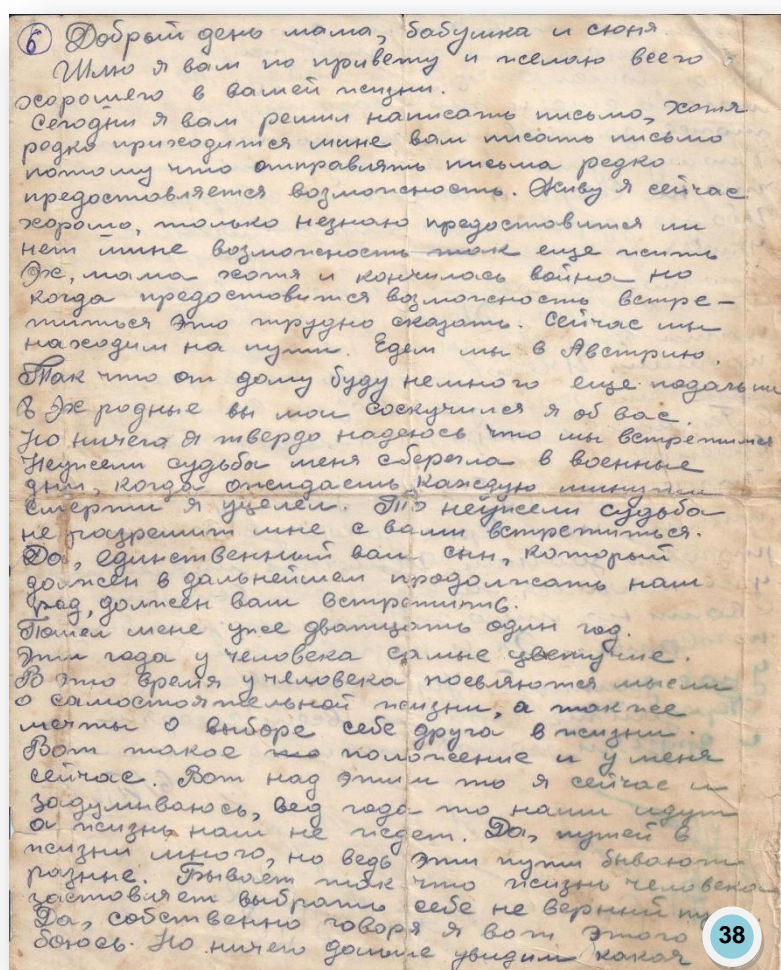 6 Добрый день мама, бабушка и сюня.
Шлю я вам по привету и желаю всего
хорошего в вашей жизни.
Сегодня я вам решил написать письмо, хотя
редко приходится мине вам писать письмо
потому что отправлять письма редко
предоставляется возможность. Живу я сейчас
хорошо, только незнаю предоставится ли
нет мине возможность так еще жить
Эх, мама хотя и кончилась война но
когда предоставится возможность встре-
титься это трудно сказать. Сейчас мы
находим на пути. Едем мы в Австрию.
Так что от дому буду немного еще подальши
Эх родные вы мои соскучился я об вас.
Но ничего я твердо надеюсь что мы встретимся
Неужели судьба меня сберегла в военные
дни, когда ожидаешь каждую минуту
смерти я уцелел. То неужели судьба
не разрешит мне с вами встретиться.
Да, единственный ваш сын, который
должен в дальнейшем продолжать наш
род, должен вам встретить.
Пошел мене уже дватцать один год.
Эти года у человека самые цветущие.
В это время у человека посвляются мысли
о самостоятельной жизни, а также
мечты о выборе себе друга в жизни.
Вот такое положение и у меня
сейчас. Вот над этим то я сейчас и
задумываюсь, вед года то наши идут
а жизнь нам не ждет. Да, путей в
жизни много, но ведь эти пути бывают
разные. Бывает так что жизнь человека
застовляет выбрать себе не верный
Да, собственно говоря я вот этого
боюсь. Но ничего дальше увидим какая
38